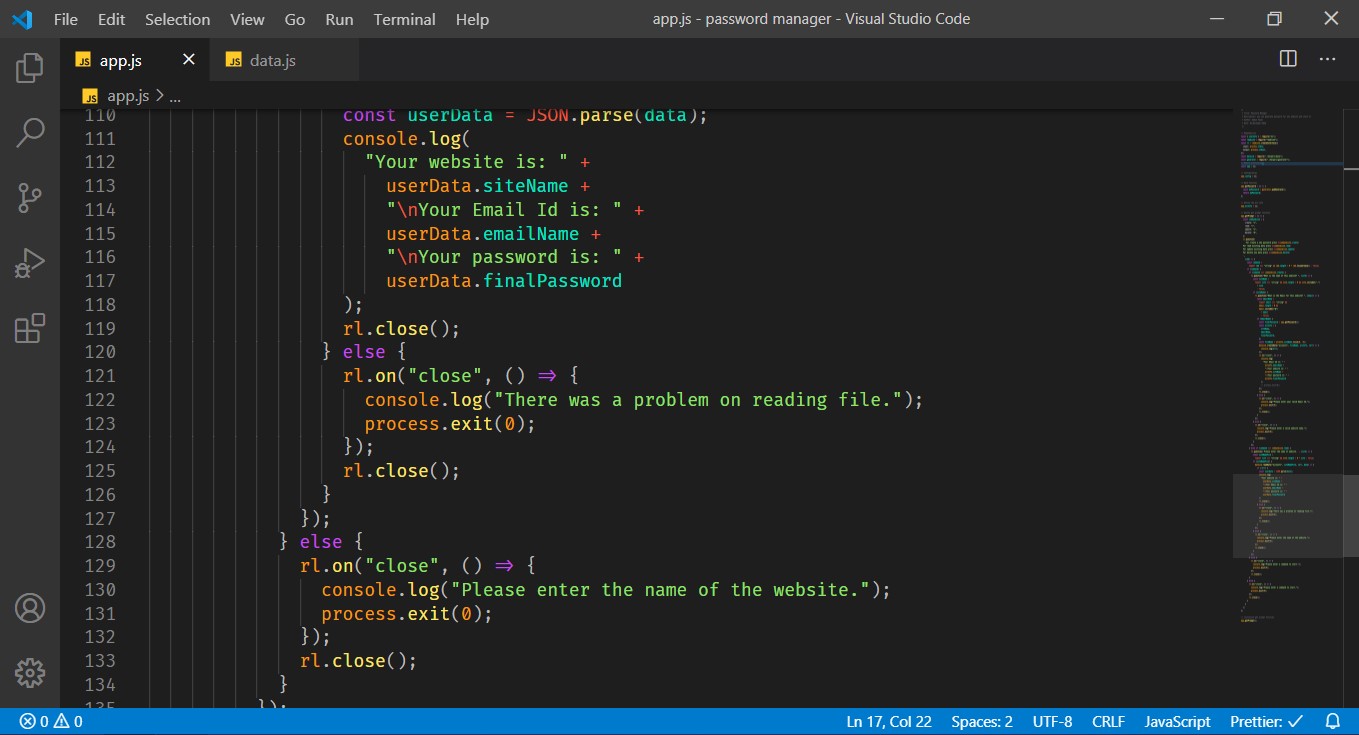 File Edit Selection View Go Run Terminal Help app.js - password manager - Visual Studio Code
JS app.js JS data.js
JS app.js > ...
110 const userData = JSON.parse(data);
111 console.log(
112 "Your website is: " +
113 userData.siteName +
114 "\nYour Email Id is: " +
115 userData.emailName +
116 "\nYour password is: " +
117 userData.finalPassword
118 );
119 rl.close();
120 } else {
121 rl.on("close", () => {
122 console.log("There was a problem on reading file.");
123 process.exit(0);
124 });
125 rl.close();
126 }
127 });
128 } else {
129 rl.on("close", () => {
130 console.log("Please enter the name of the website.");
131 process.exit(0);
132 });
133 rl.close();
134 }
135 });
0 0 Ln 17, Col 22 Spaces: 2 UTF-8 CRLF JavaScript Prettier: ✓